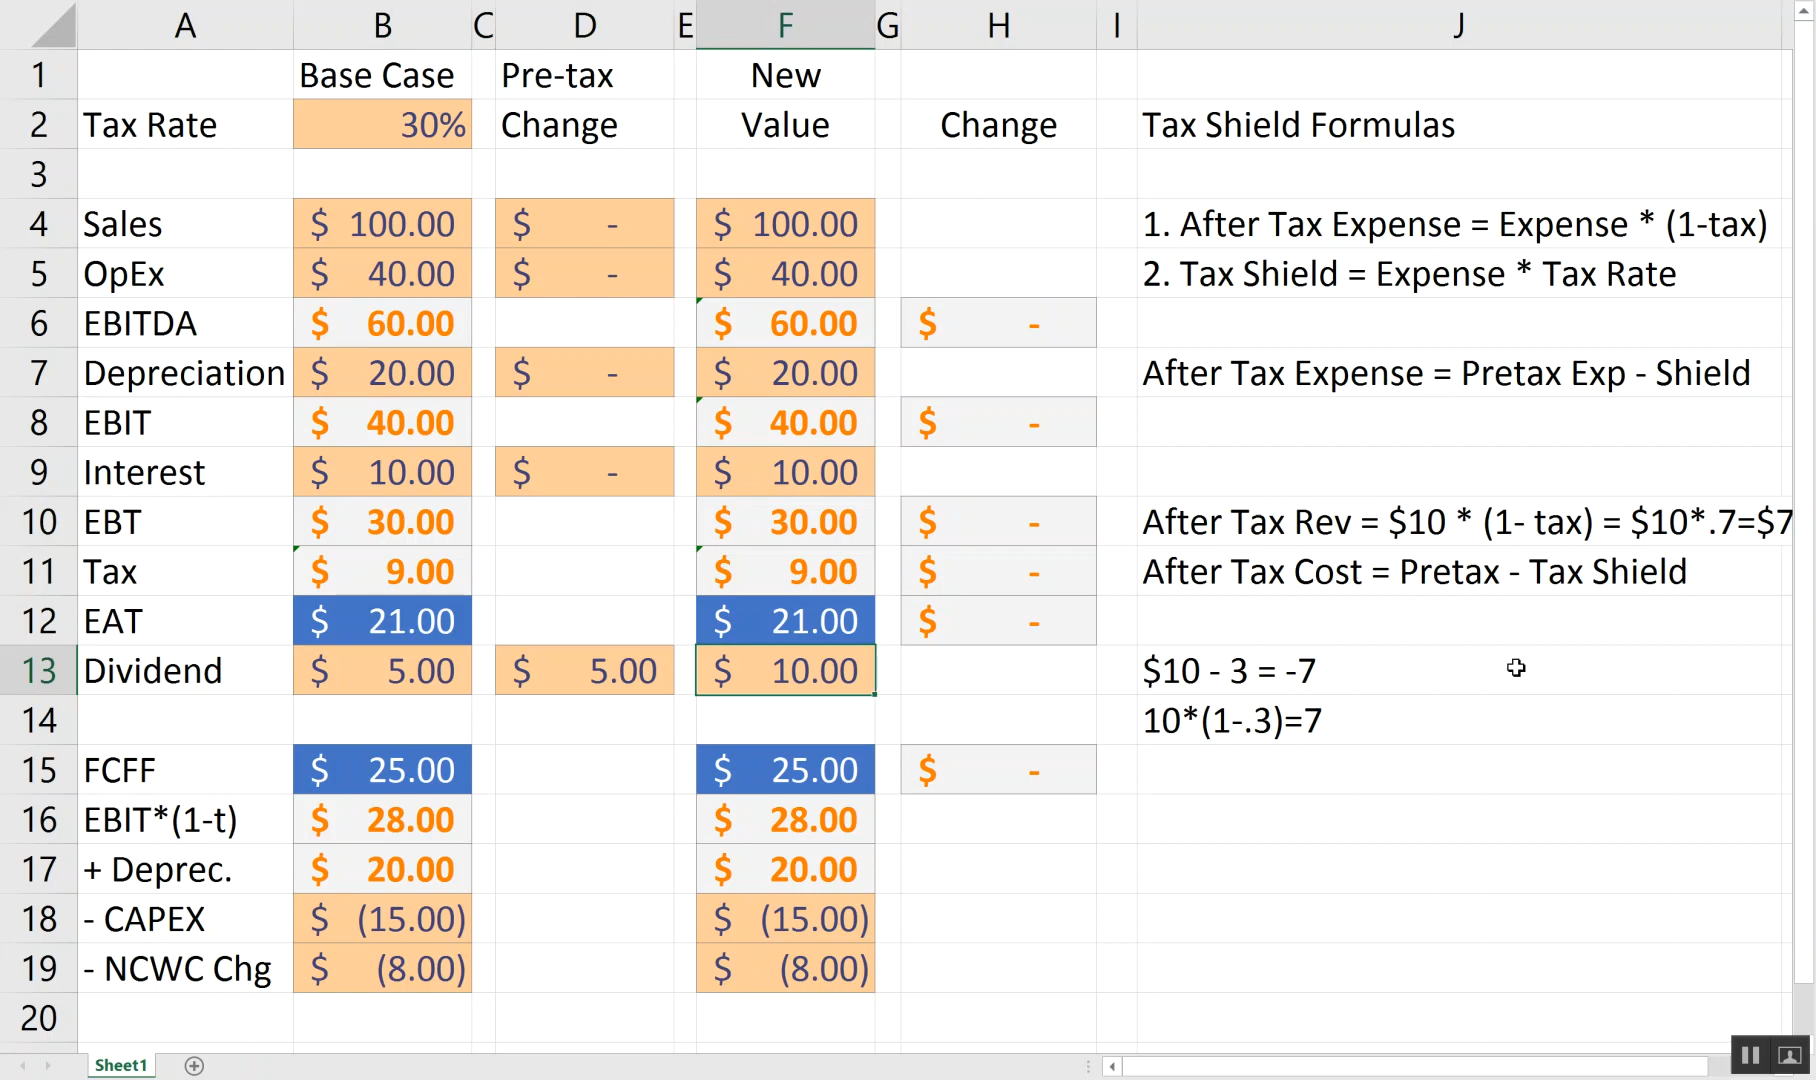 A B C D E F G H I J
1 Base Case Pre-tax New
2 Tax Rate 30% Change Value Change Tax Shield Formulas
3
4 Sales $ 100.00 $ - $ 100.00 1. After Tax Expense = Expense * (1-tax)
5 OpEx $ 40.00 $ - $ 40.00 2. Tax Shield = Expense * Tax Rate
6 EBITDA $ 60.00 $ 60.00 $ -
7 Depreciation $ 20.00 $ - $ 20.00 After Tax Expense = Pretax Exp - Shield
8 EBIT $ 40.00 $ 40.00 $ -
9 Interest $ 10.00 $ - $ 10.00
10 EBT $ 30.00 $ 30.00 $ - After Tax Rev = $10 * (1- tax) = $10*.7=$7
11 Tax $ 9.00 $ 9.00 $ - After Tax Cost = Pretax - Tax Shield
12 EAT $ 21.00 $ 21.00 $ -
13 Dividend $ 5.00 $ 5.00 $ 10.00 $10 - 3 = -7
14 10*(1-.3)=7
15 FCFF $ 25.00 $ 25.00 $ -
16 EBIT*(1-t) $ 28.00 $ 28.00
17 + Deprec. $ 20.00 $ 20.00
18 - CAPEX $ (15.00) $ (15.00)
19 - NCWC Chg $ (8.00) $ (8.00)
20
Sheet1